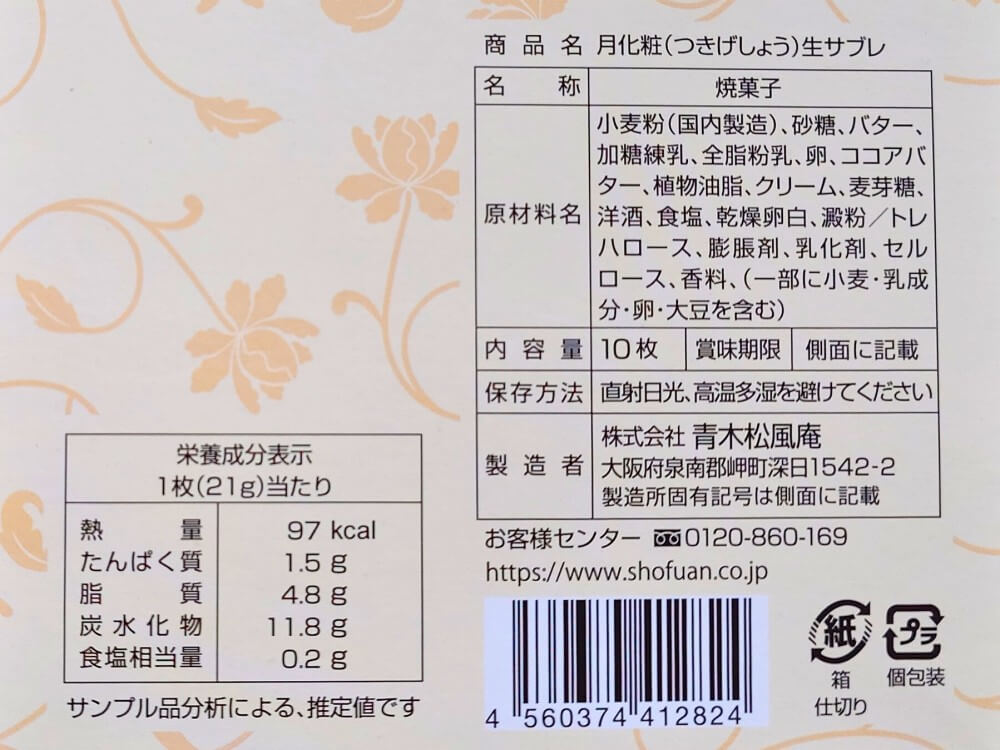 商品名 月化粧(つきげしょう)生サブレ
名称 焼菓子
原材料名 小麦粉(国内製造)、砂糖、バター、
加糖練乳、全脂粉乳、卵、ココアバ
ター、植物油脂、クリーム、麦芽糖、
洋酒、食塩、乾燥卵白、澱粉/トレ
ハロース、膨脹剤、乳化剤、セル
ロース、香料、(一部に小麦・乳成
分・卵・大豆を含む)
内容量 10枚 賞味期限 側面に記載
保存方法 直射日光、高温多湿を避けてください
製造者 株式会社 青木松風庵
大阪府泉南郡岬町深日1542-2
製造所固有記号は側面に記載
お客様センター 0120-860-169
https://www.shofuan.co.jp
4 560374 412824
紙
箱
仕切り
プラ
個包装
栄養成分表示
1枚(21g)当たり
熱量 97 kcal
たんぱく質 1.5 g
脂質 4.8 g
炭水化物 11.8 g
食塩相当量 0.2 g
サンプル品分析による、推定値です